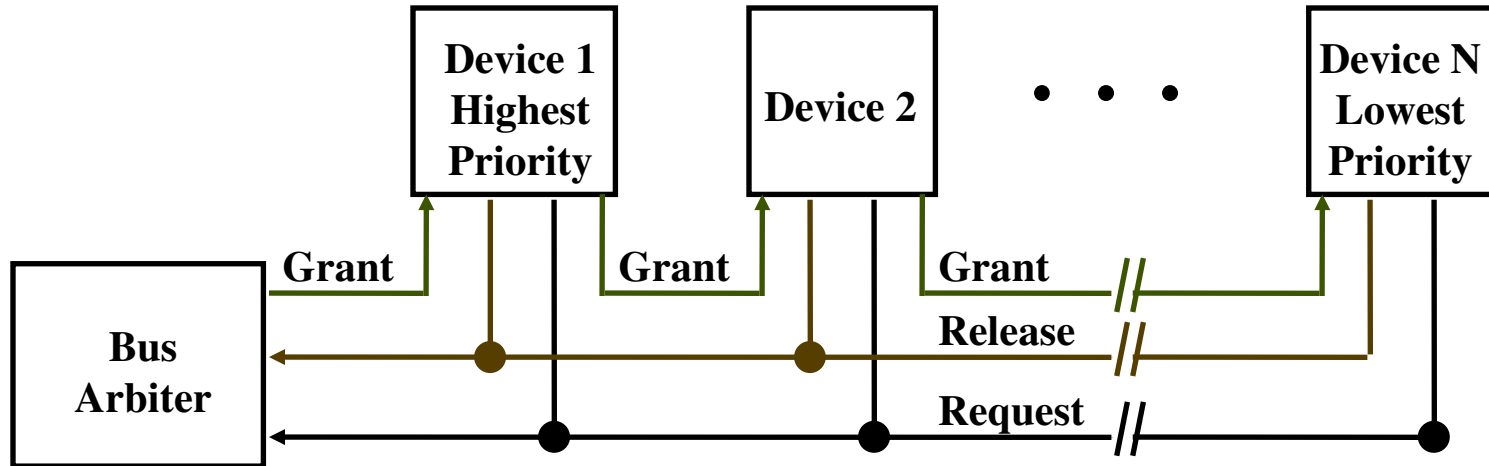 Device 1
Highest
Priority
Device 2
Device N
Lowest
Priority
Grant
Grant
Grant
Bus
Arbiter
Release
Request